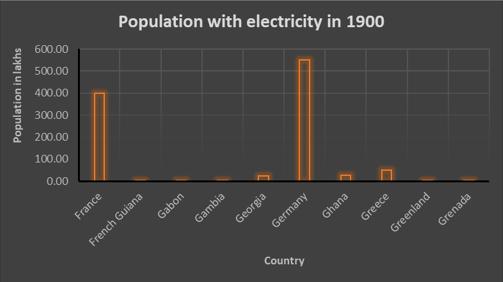 Population with electricity in 1900
Population in lakhs
600.00
500.00
400.00
300.00
200.00
100.00
0.00
France
French Guiana
Gabon
Gambia
Georgia
Germany
Ghana
Greece
Greenland
Grenada
Country